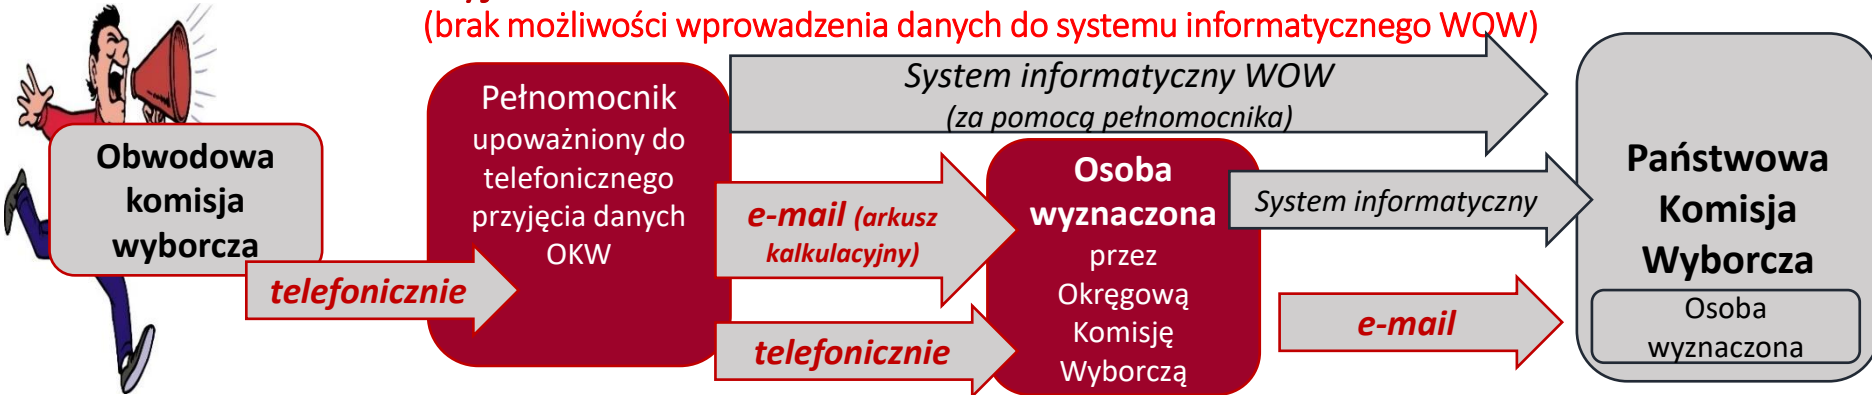 (brak możliwości wprowadzenia danych do systemu informatycznego WOW)
Obwodowa
komisja
wyborcza
telefonicznie
Pełnomocnik
upoważniony do
telefonicznego
przyjęcia danych
OKW
System informatyczny WOW
(za pomocą pełnomocnika)
e-mail (arkusz
kalkulacyjny)
telefonicznie
Osoba
wyznaczona
przez
Okręgową
Komisję
Wyborczą
System informatyczny
e-mail
Państwowa
Komisja
Wyborcza
Osoba
wyznaczona